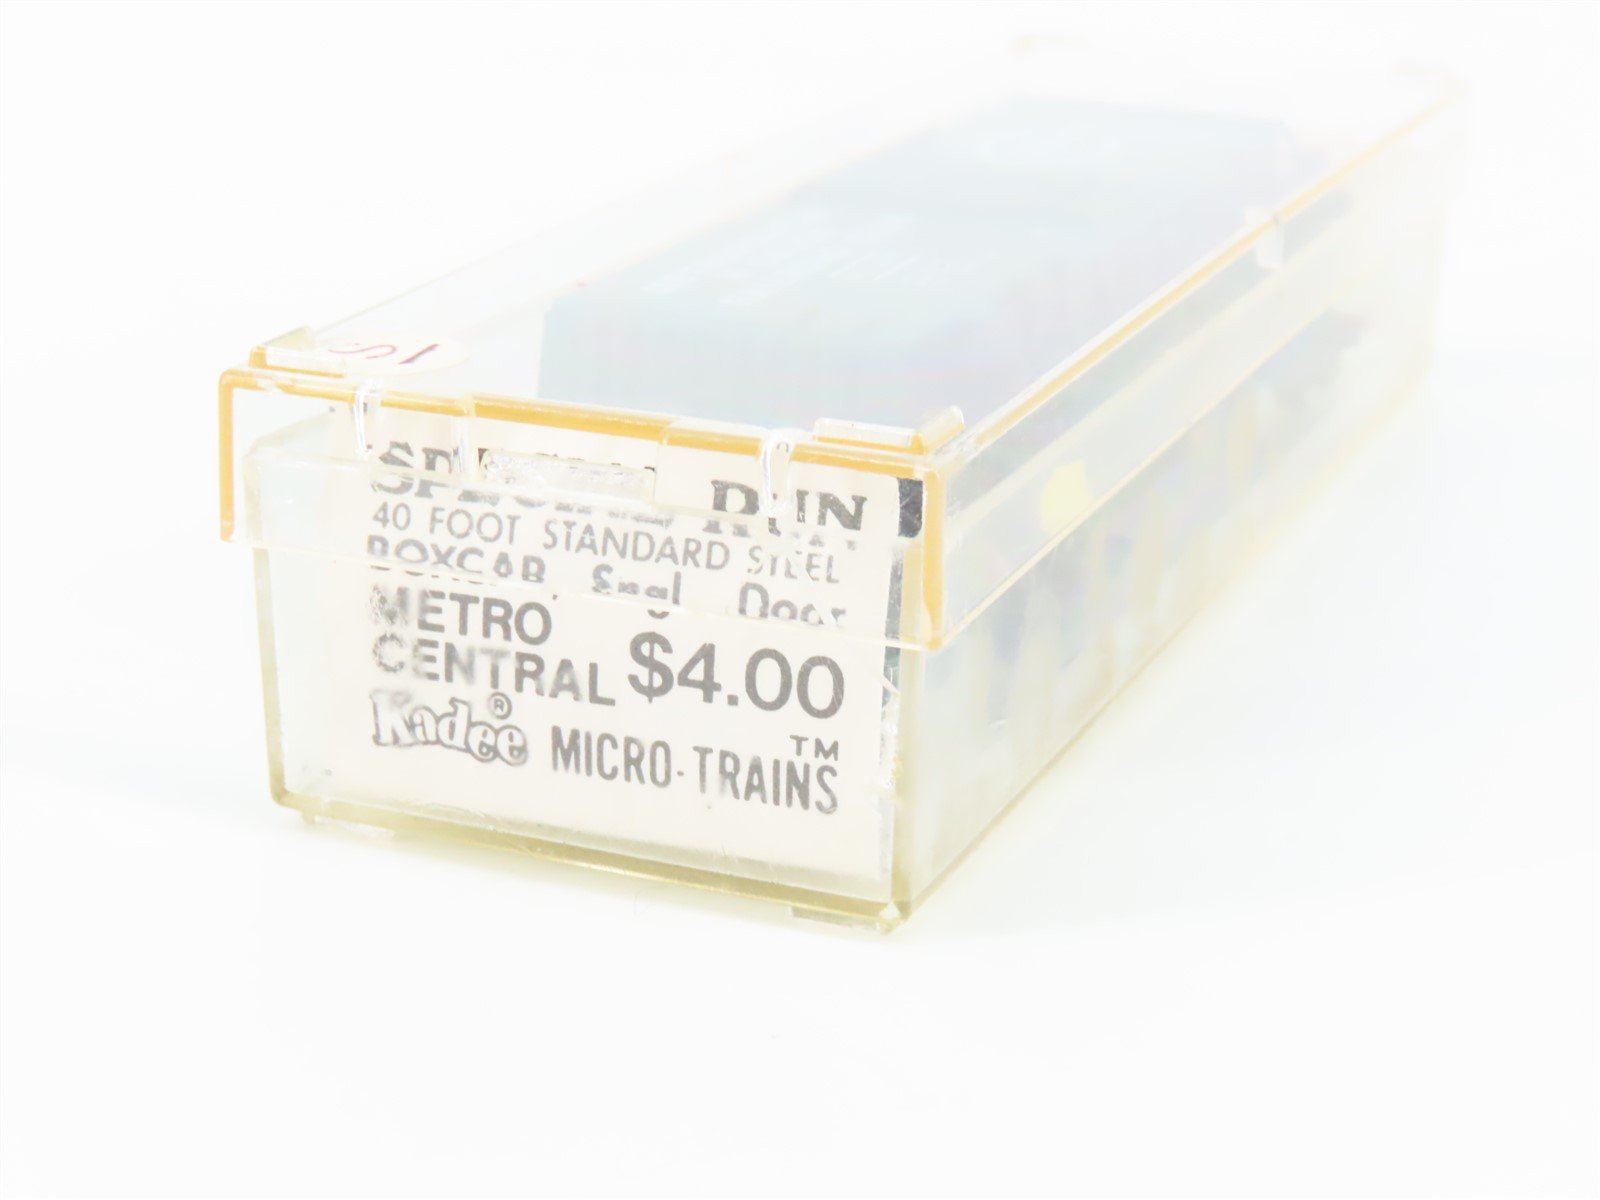 SPECIAL RUN
40 FOOT STANDARD STEEL
BOXCAR, Sngl Door
METRO
CENTRAL $4.00
Kadee® MICRO-TRAINS™